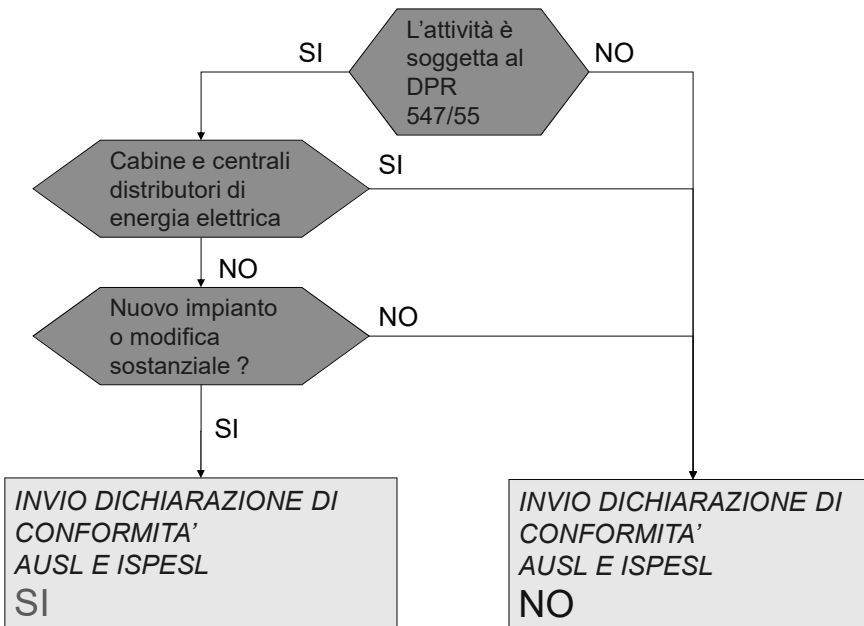 L'attività è
soggetta al
DPR
547/55
SI
NO
Cabine e centrali
distributori di
energia elettrica
SI
NO
Nuovo impianto
o modifica
sostanziale ?
NO
SI
INVIO DICHIARAZIONE DI
CONFORMITA'
AUSL E ISPESL
SI
INVIO DICHIARAZIONE DI
CONFORMITA'
AUSL E ISPESL
NO